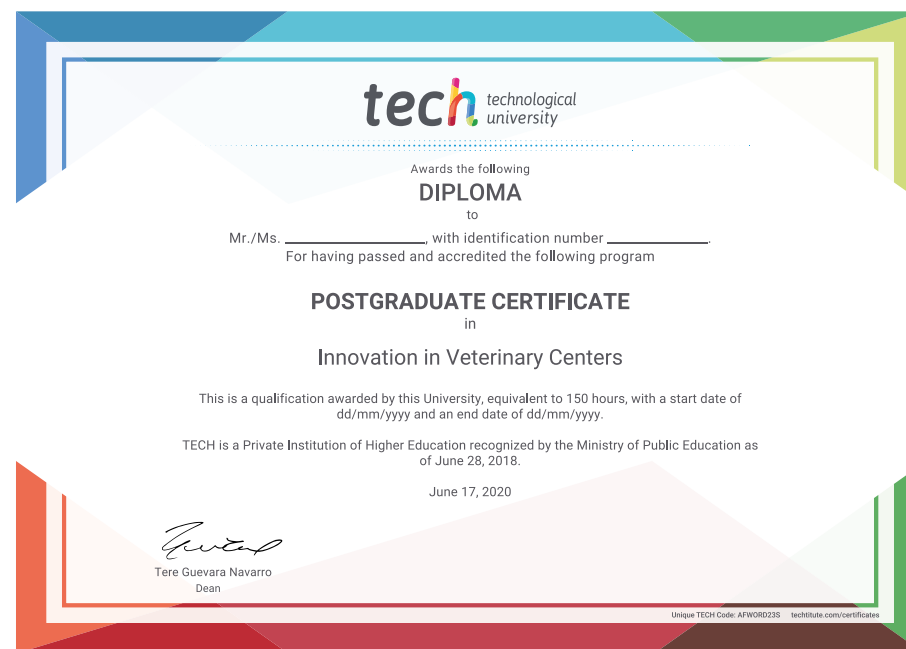 tech technological
university
Awards the following
DIPLOMA
to
Mr./Ms. ____________________, with identification number ______________.
For having passed and accredited the following program
POSTGRADUATE CERTIFICATE
in
Innovation in Veterinary Centers
This is a qualification awarded by this University, equivalent to 150 hours, with a start date of
dd/mm/yyyy and an end date of dd/mm/yyyy.
TECH is a Private Institution of Higher Education recognized by the Ministry of Public Education as
of June 28, 2018.
June 17, 2020
Tere Guevara Navarro
Dean
Unique TECH Code: AFWORD23S techtitute.com/certificates